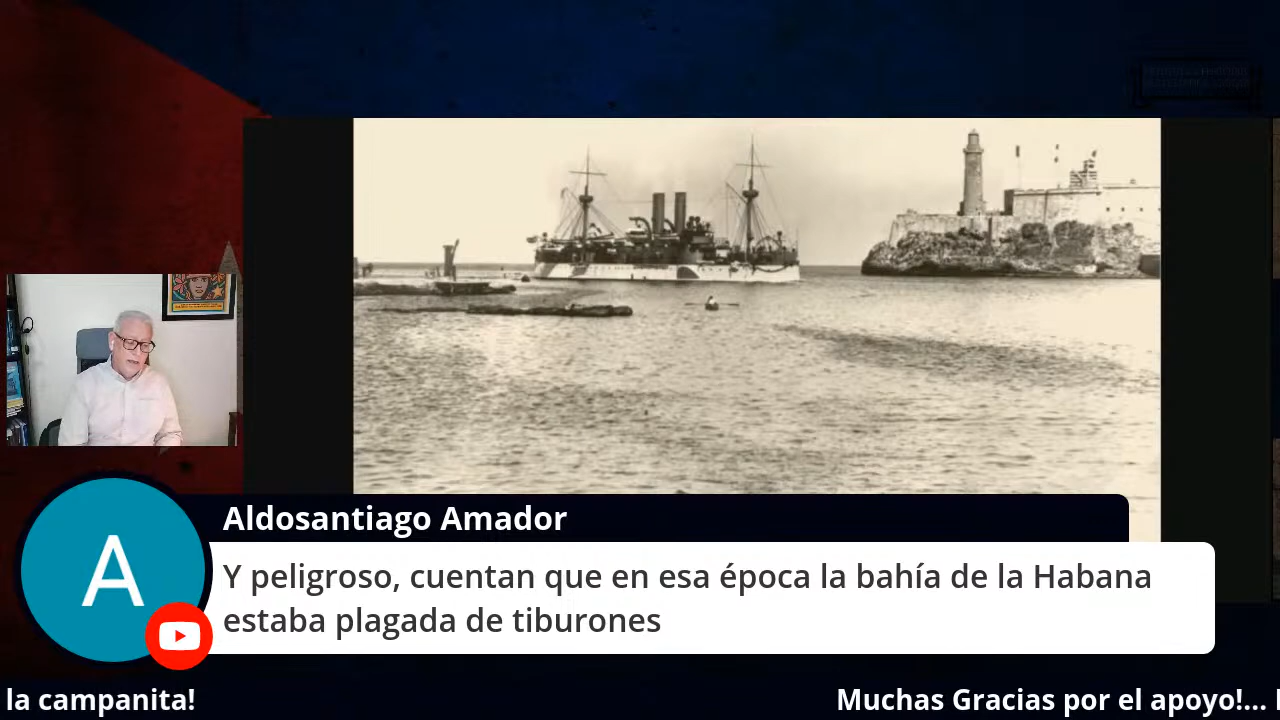 A
Aldosantiago Amador
Y peligroso, cuentan que en esa época la bahía de la Habana
estaba plagada de tiburones
la campanita!
Muchas Gracias por el apoyo!...